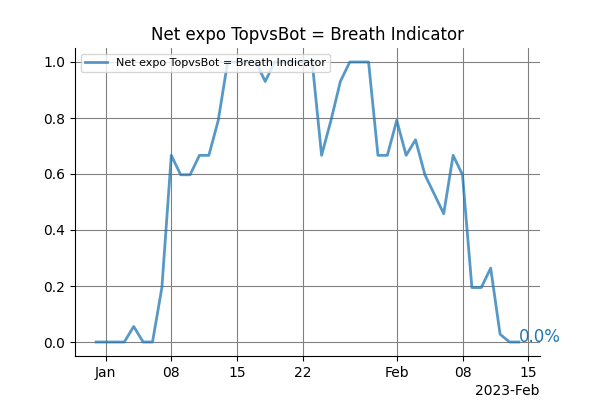 Net expo TopvsBot = Breath Indicator
Net expo TopvsBot = Breath Indicator
1.0
0.8
0.6
0.4
0.2
0.0
0.0%
Jan 08 15 22 Feb 08 15
2023-Feb